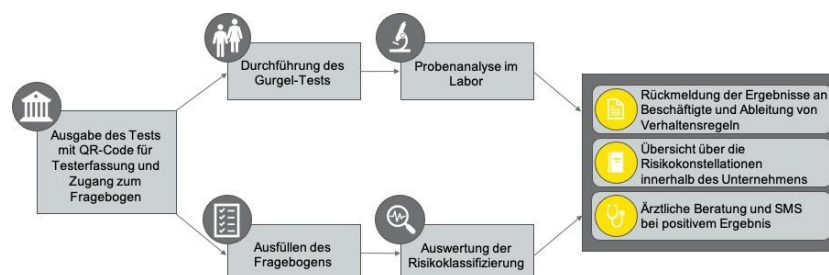 Ausgabe des Tests
mit QR-Code für
Testerfassung und
Zugang zum
Fragebogen
Durchführung des
Gurgel-Tests
Probenanalyse im
Labor
Ausfüllen des
Fragebogens
Auswertung der
Risikoklassifizierung
Rückmeldung der Ergebnisse an
Beschäftigte und Ableitung von
Verhaltensregeln
Übersicht über die
Risikokonstellationen
innerhalb des Unternehmens
Ärztliche Beratung und SMS
bei positivem Ergebnis